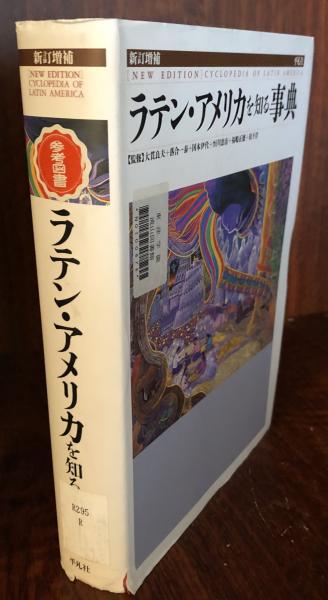 新訂増補
[NEW EDITION]
CYCLOPEDIA OF
LATIN AMERICA
参考図書
ラテン・アメリカを知る
R295
R
平凡社
新訂増補
平凡社
[NEW EDITION] CYCLOPEDIA OF LATIN AMERICA
ラテン・アメリカを知る事典
【監修】大貫良夫+落合一泰+国本伊代+恒川恵市+福嶋正徳+松下洋